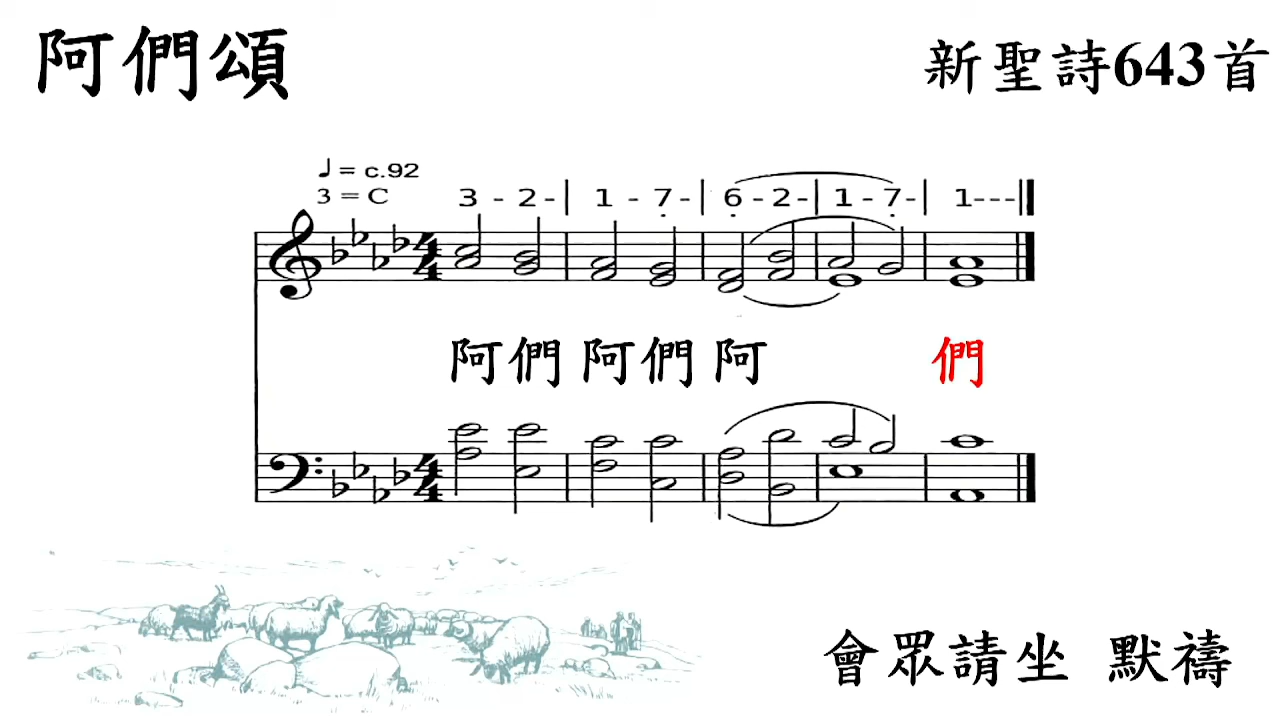 阿們頌
新聖詩643首
♩ = c.92
3 = C
3 - 2 - | 1 - 7 - | 6 - 2 - | 1 - 7 - | 1 - - - ||
阿們 阿們 阿 們
會眾請坐 默禱